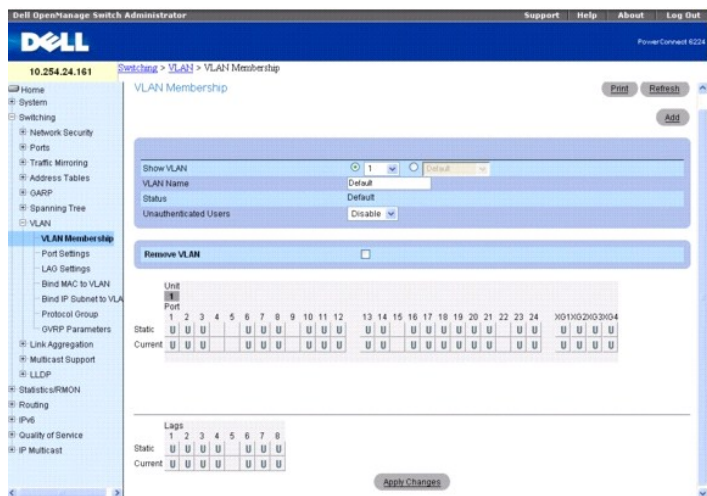 Dell OpenManage Switch Administrator Support Help About Log Out
DELL
PowerConnect 6224
10.254.24.161
Switching > VLAN > VLAN Membership
Home
System
Switching
Network Security
Ports
Traffic Mirroring
Address Tables
GARP
Spanning Tree
VLAN
VLAN Membership
Port Settings
LAG Settings
Bind MAC to VLAN
Bind IP Subnet to VLA
Protocol Group
GVRP Parameters
Link Aggregation
Multicast Support
LLDP
Statistics/RMON
Routing
IPv6
Quality of Service
IP Multicast
VLAN Membership
Print Refresh
Add
Show VLAN 1 Default
VLAN Name Default
Status Default
Unauthenticated Users Disable
Remove VLAN
Unit
1
Port
1 2 3 4 5 6 7 8 9 10 11 12 13 14 15 16 17 18 19 20 21 22 23 24 XG1 XG2 XG3 XG4
Static U U U U U U U U U U U U U U U U U U U U U U U
Current U U U U U U U U U U U U U U U U U U U U U U U
Lags
1 2 3 4 5 6 7 8
Static U U U U U U U
Current U U U U U U U
Apply Changes